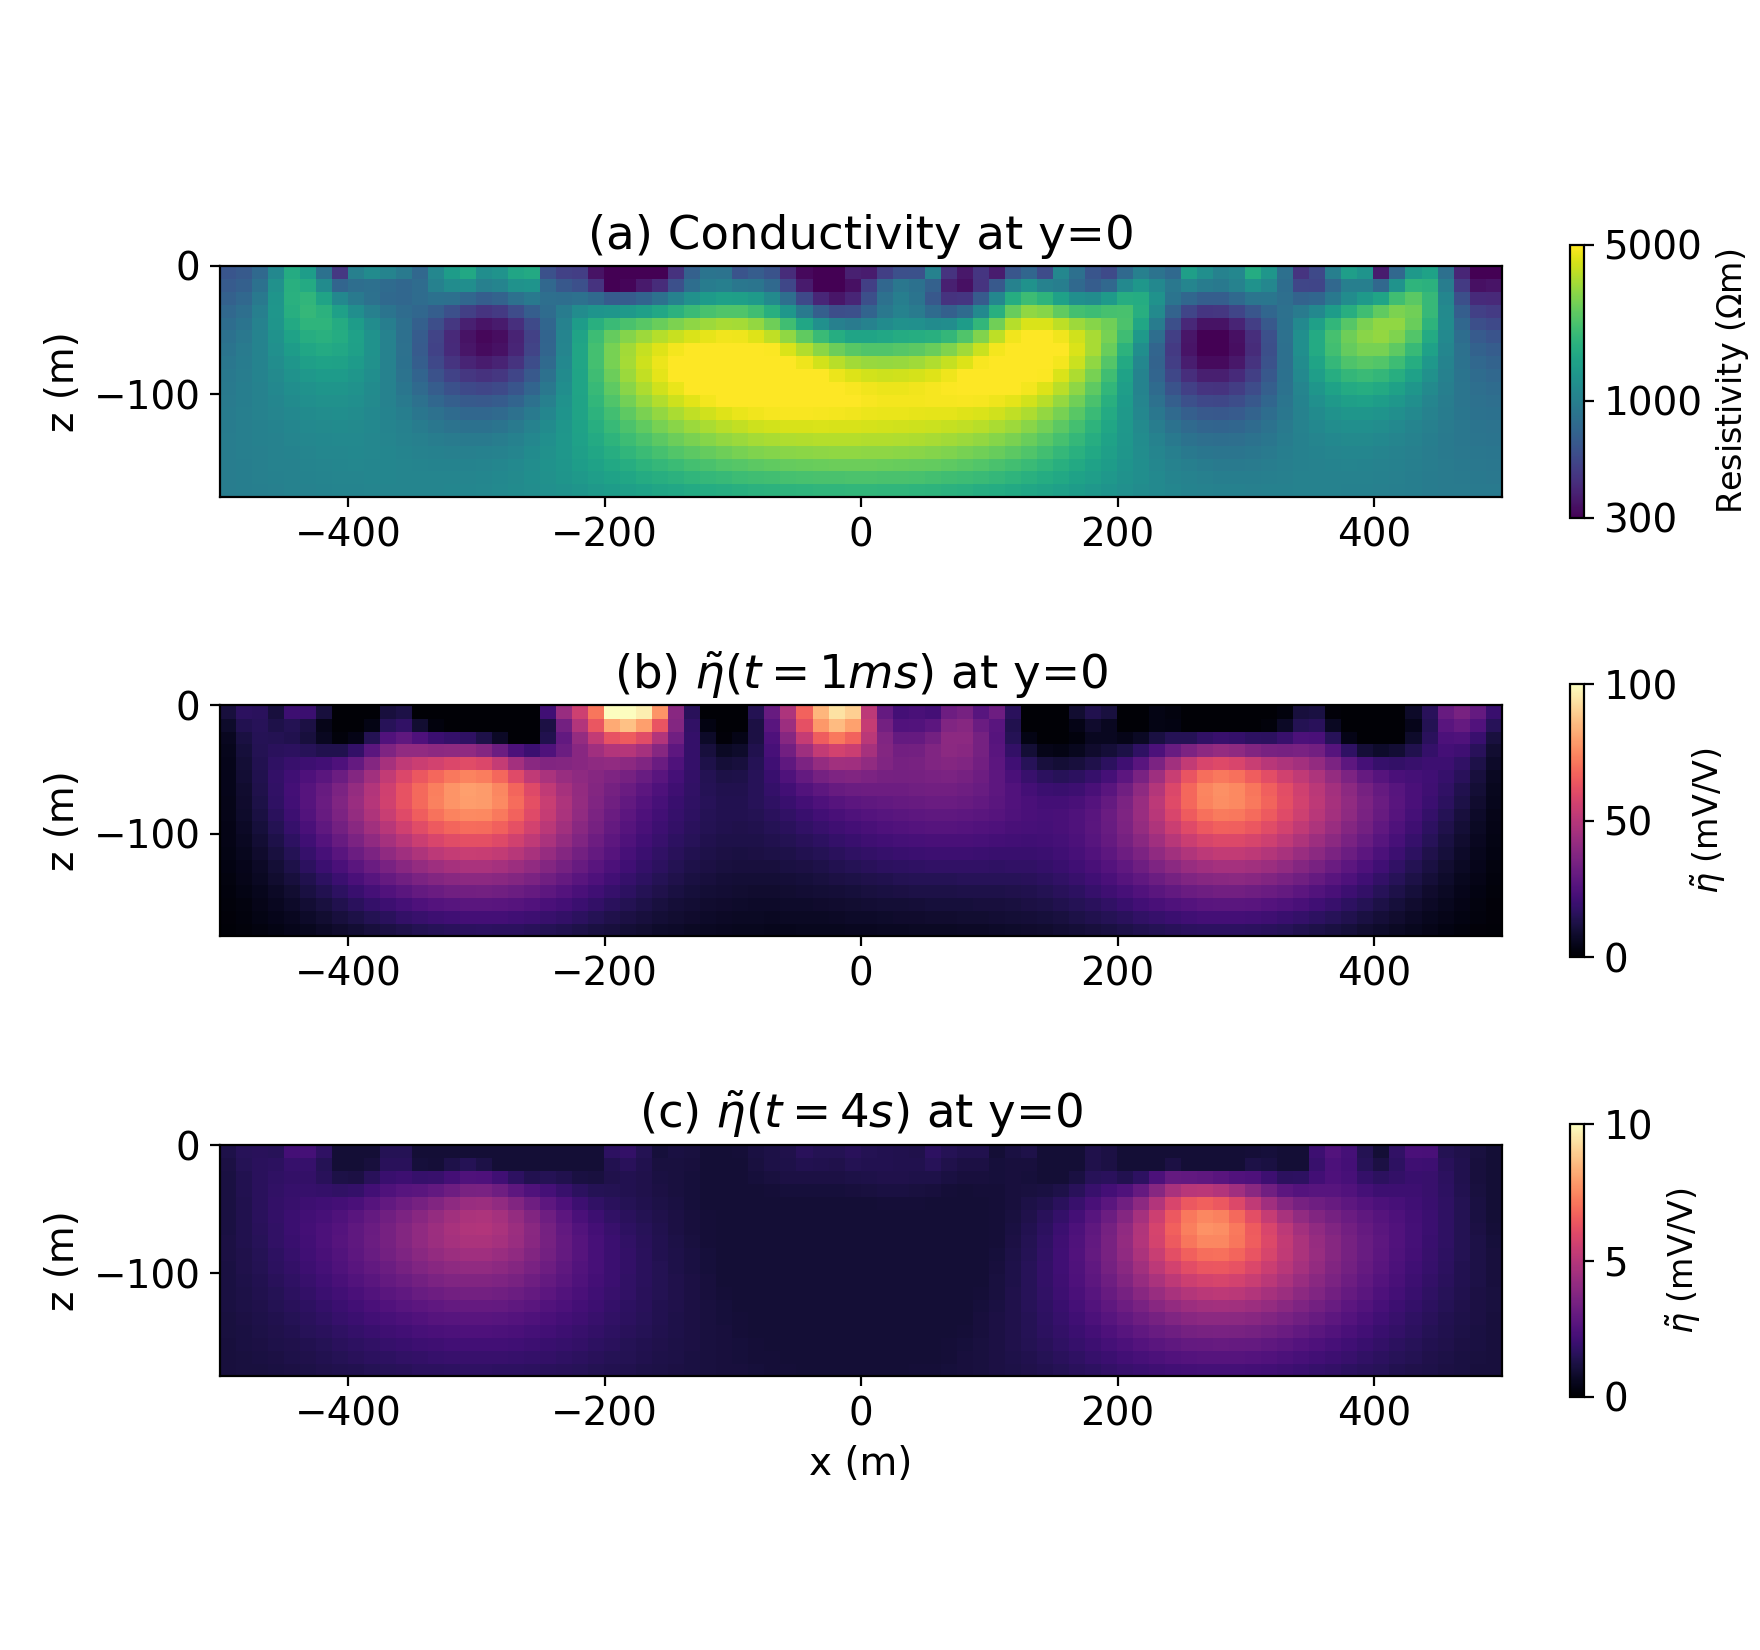 (a) Conductivity at y=0
0
−100
z (m)
−400 −200 0 200 400
5000
1000
300
Resistivity (Ωm)
(b) η̃(t = 1ms) at y=0
0
−100
z (m)
−400 −200 0 200 400
100
50
0
η̃ (mV/V)
(c) η̃(t = 4s) at y=0
0
−100
z (m)
−400 −200 0 200 400
x (m)
10
5
0
η̃ (mV/V)